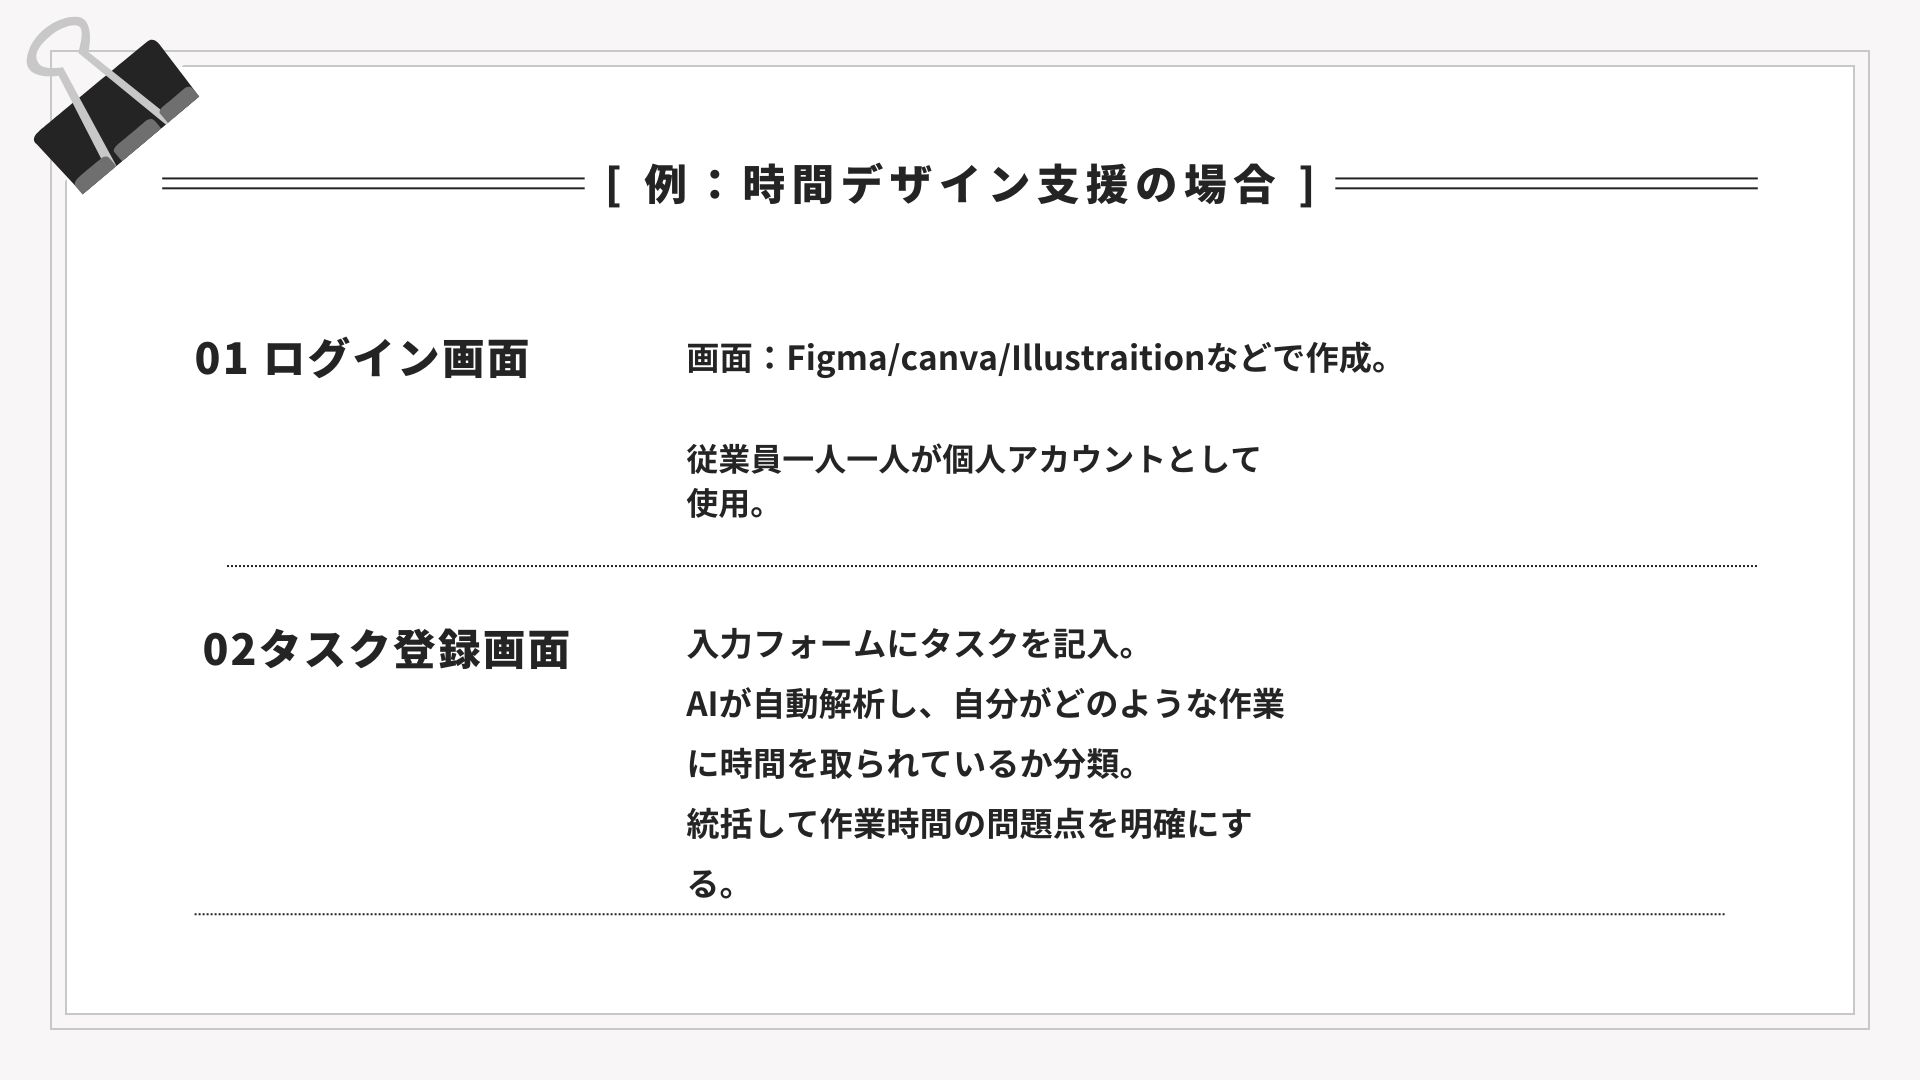 [ 例：時間デザイン支援の場合 ]
01 ログイン画面
画面：Figma/canva/Illustraitionなどで作成。
従業員一人一人が個人アカウントとして
使用。
02タスク登録画面
入力フォームにタスクを記入。
AIが自動解析し、自分がどのような作業
に時間を取られているか分類。
統括して作業時間の問題点を明確にす
る。